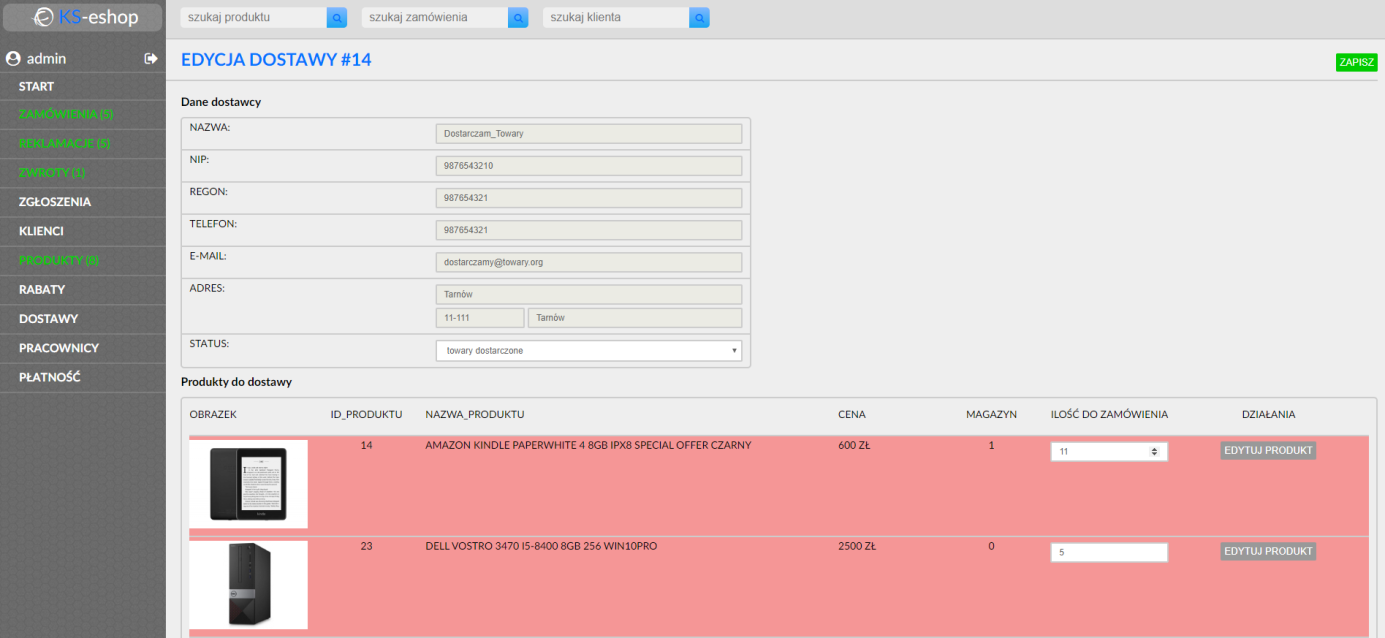 KS-eshop
szukaj produktu szukaj zamówienia szukaj klienta
admin
START
ZAMÓWIENIA (5)
REKLAMACJE (5)
ZWROTY (1)
ZGŁOSZENIA
KLIENCI
PRODUKTY (8)
RABATY
DOSTAWY
PRACOWNICY
PŁATNOŚĆ
EDYCJA DOSTAWY #14
ZAPISZ
Dane dostawcy
NAZWA: Dostarczam_Towary
NIP: 9876543210
REGON: 987654321
TELEFON: 987654321
E-MAIL: dostarczamy@towary.org
ADRES: Tarnów
11-111 Tarnów
STATUS: towary dostarczone
Produkty do dostawy
OBRAZEK ID_PRODUKTU NAZWA_PRODUKTU CENA MAGAZYN ILOŚĆ DO ZAMÓWIENIA DZIAŁANIA
14 AMAZON KINDLE PAPERWHITE 4 8GB IPX8 SPECIAL OFFER CZARNY 600 ZŁ 1 11 EDYTUJ PRODUKT
23 DELL VOSTRO 3470 I5-8400 8GB 256 WIN10PRO 2500 ZŁ 0 5 EDYTUJ PRODUKT